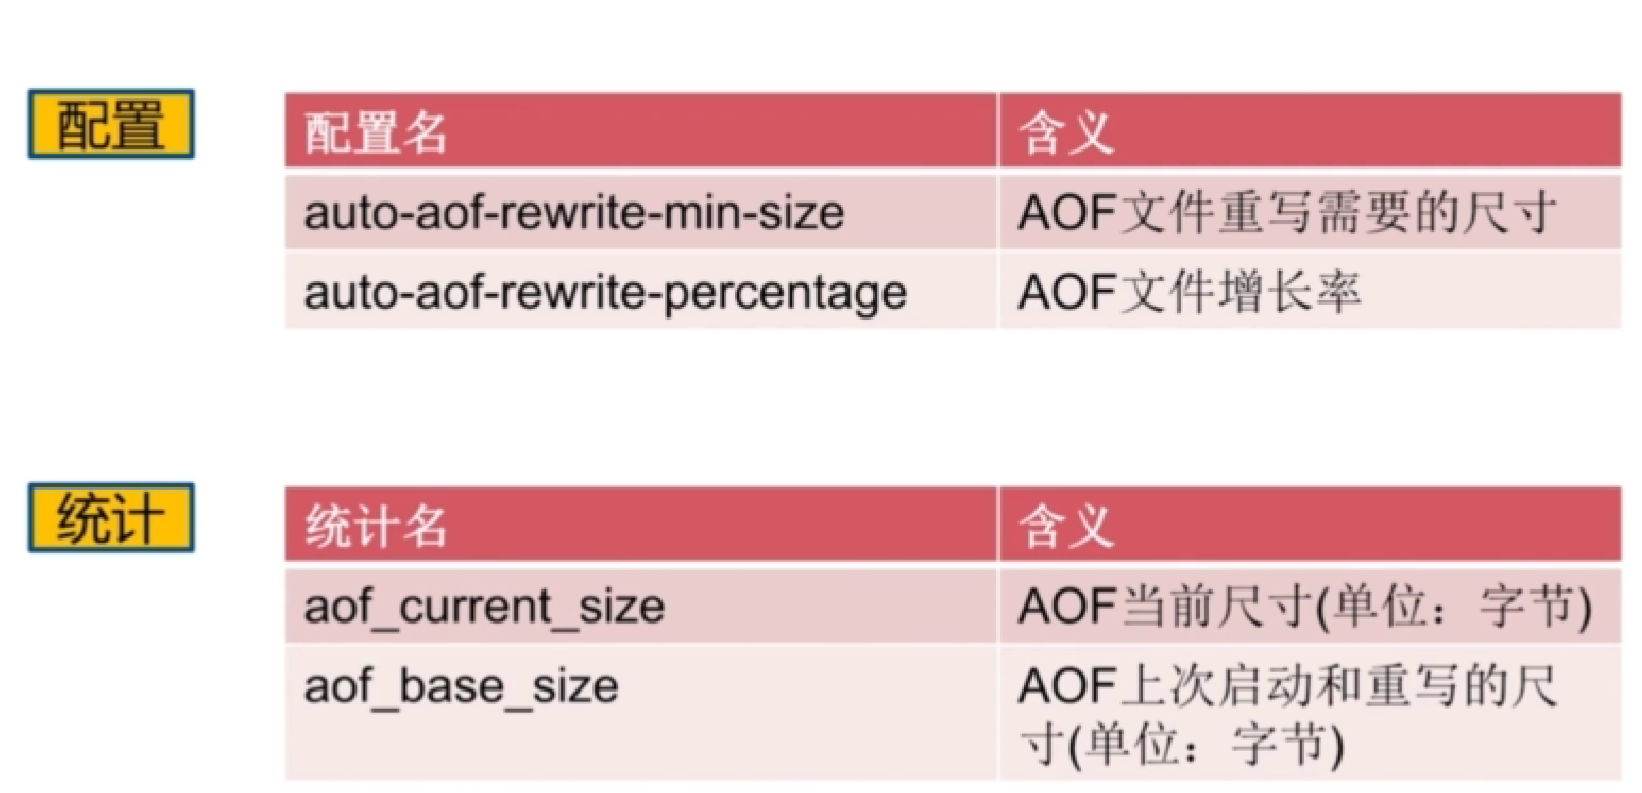 配置
配置名 含义
auto-aof-rewrite-min-size AOF文件重写需要的尺寸
auto-aof-rewrite-percentage AOF文件增长率
统计
统计名 含义
aof_current_size AOF当前尺寸(单位：字节)
aof_base_size AOF上次启动和重写的尺
寸(单位：字节)